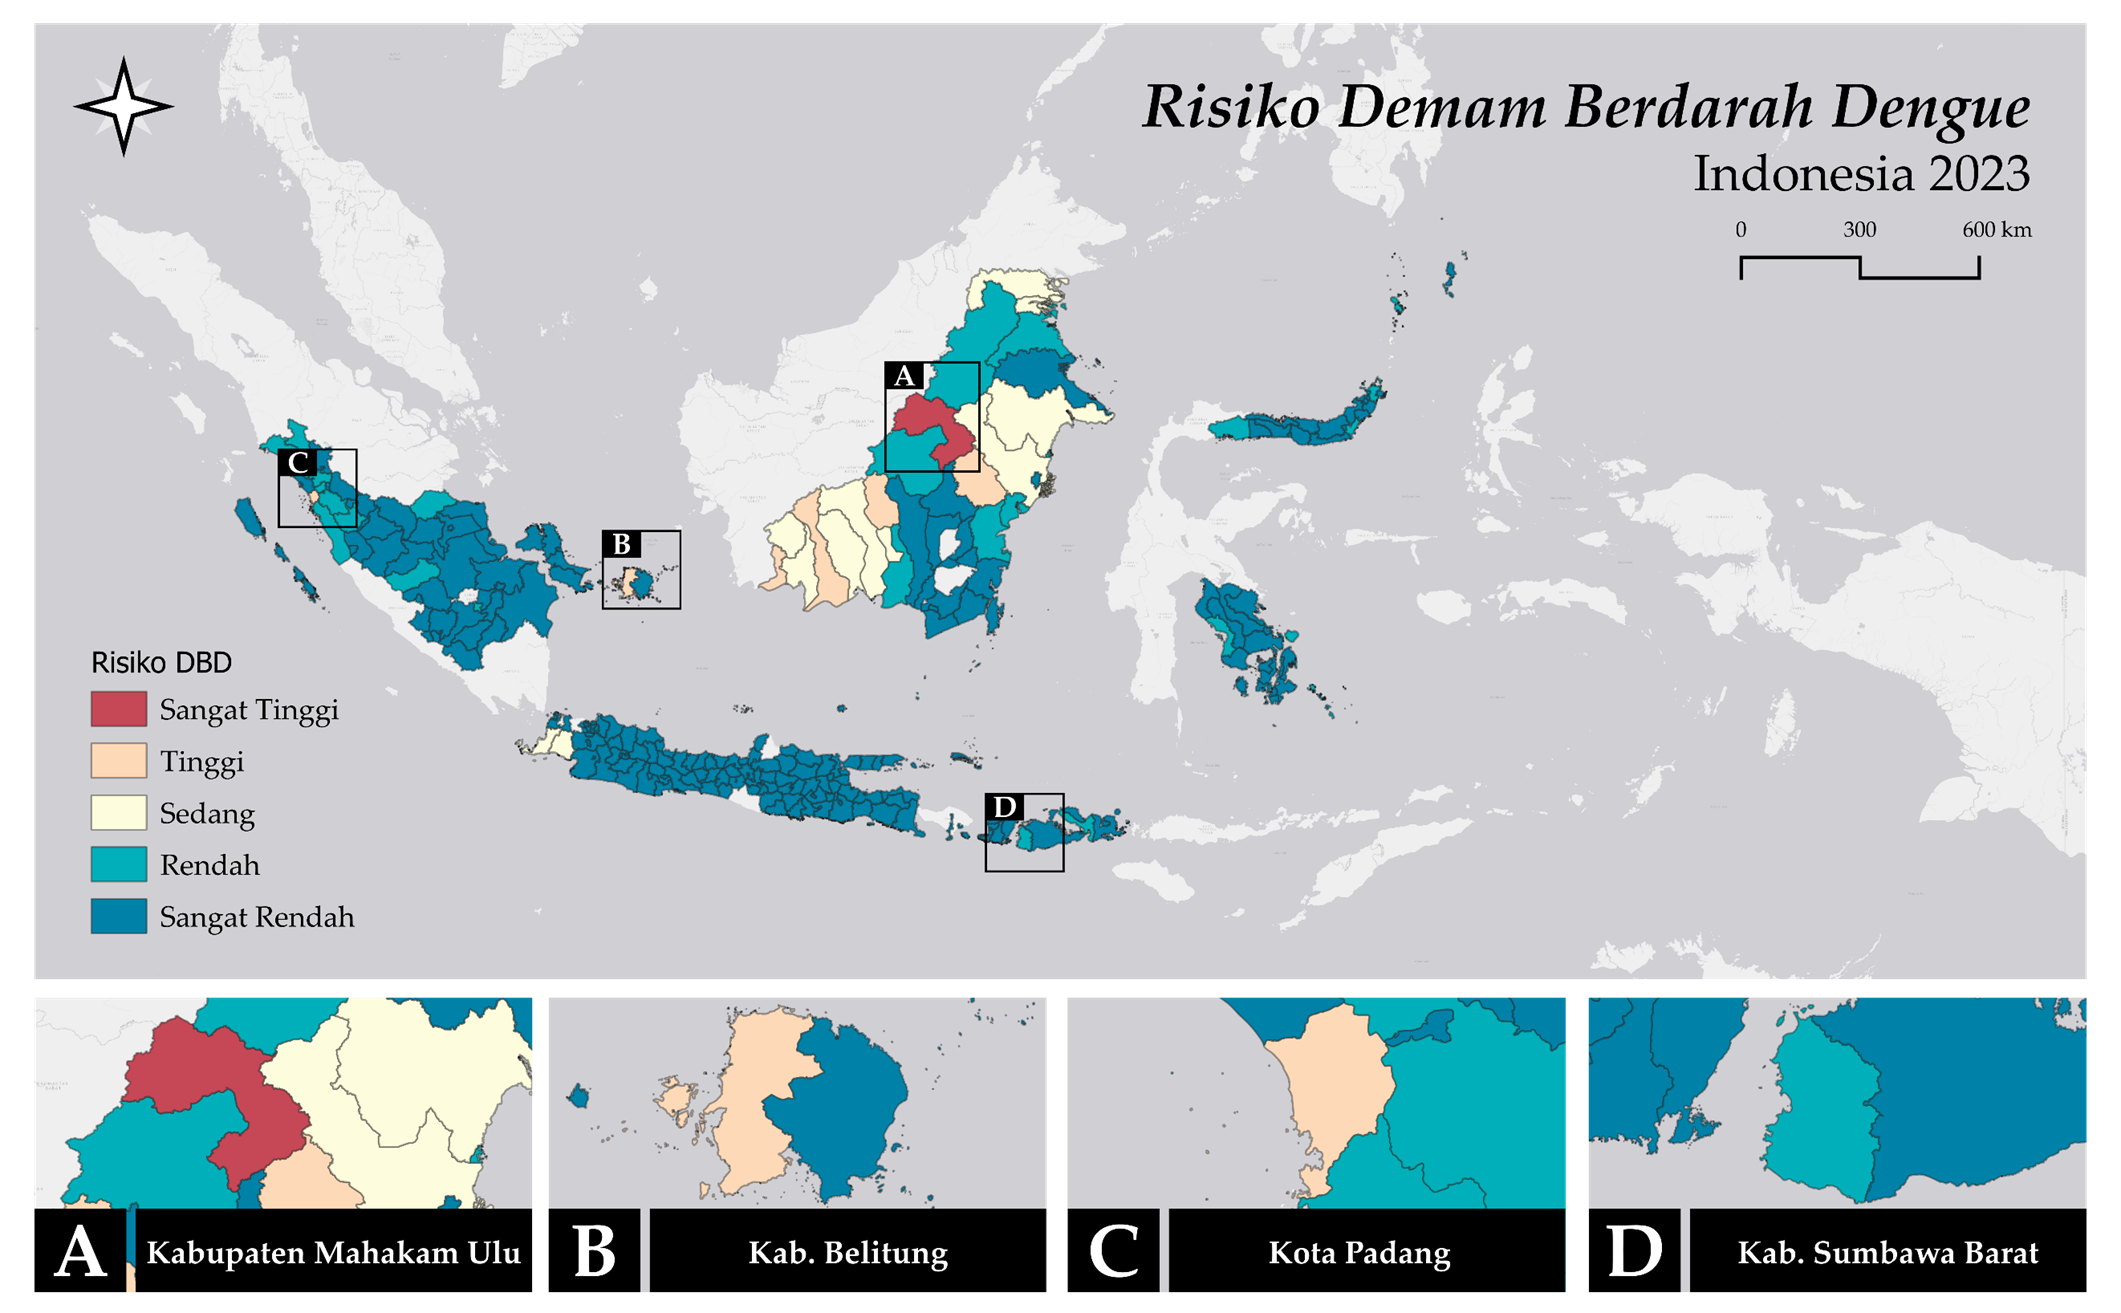 Risiko Demam Berdarah Dengue
Indonesia 2023
0 300 600 km
A
B
C
D
Risiko DBD
Sangat Tinggi
Tinggi
Sedang
Rendah
Sangat Rendah
A Kabupaten Mahakam Ulu
B Kab. Belitung
C Kota Padang
D Kab. Sumbawa Barat